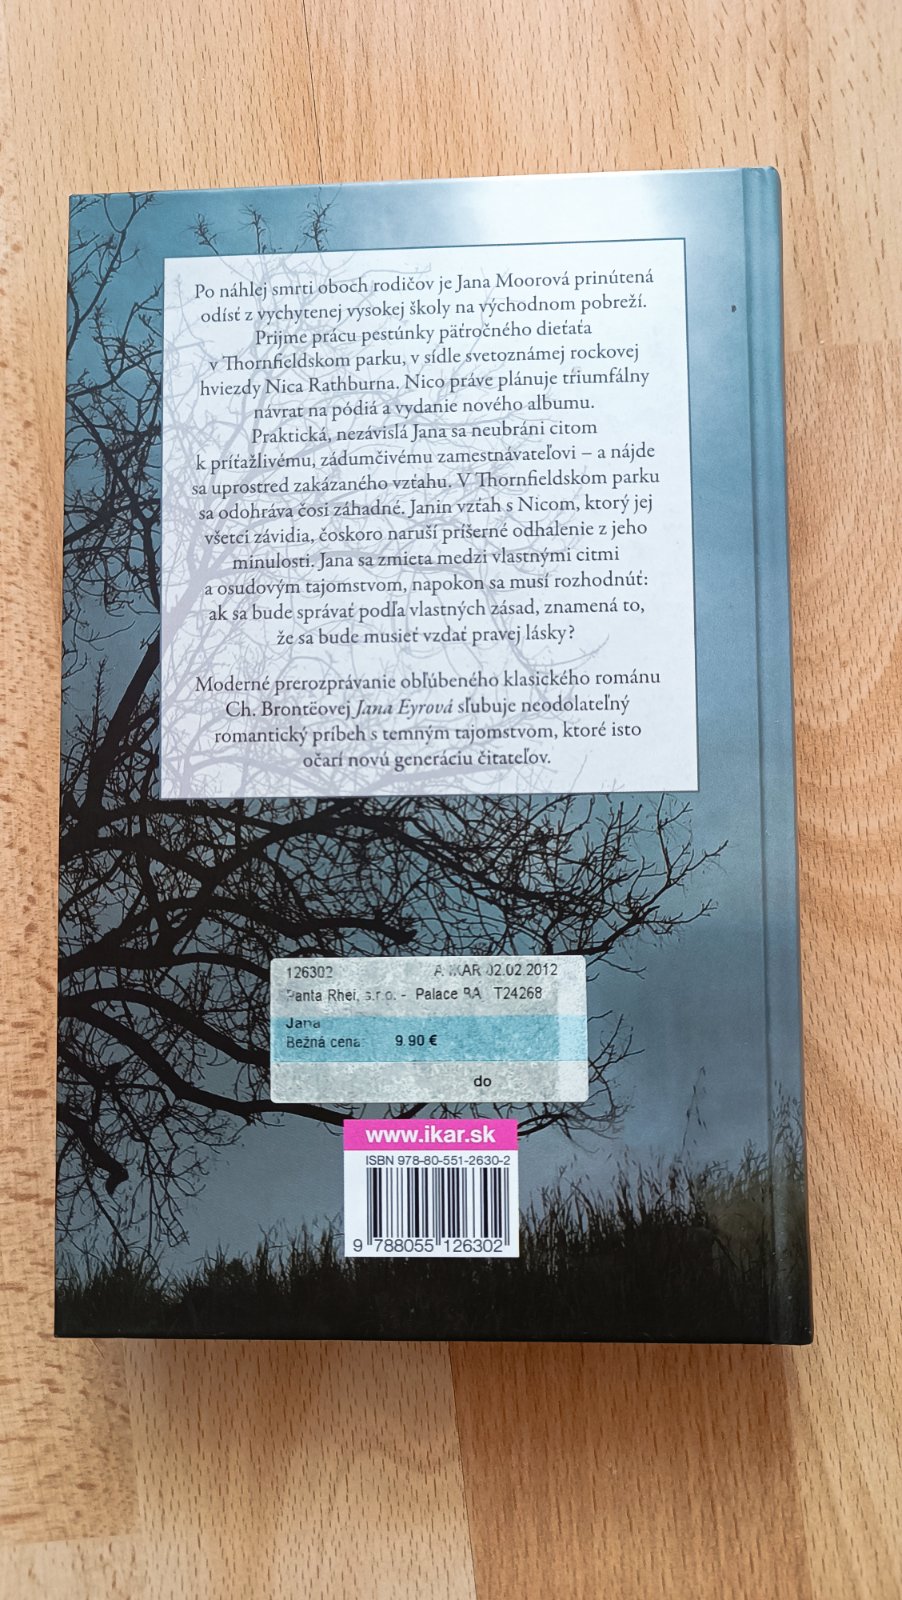 Po náhlej smrti oboch rodičov je Jana Moorová prinútená
odísť z vychytenej vysokej školy na východnom pobreží.
Prijme prácu pestúnky päťročného dieťaťa
v Thornfieldskom parku, v sídle svetoznámej rockovej
hviezdy Nica Rathburna. Nico práve plánuje triumfálny
návrat na pódiá a vydanie nového albumu.
Praktická, nezávislá Jana sa neubráni citom
k príťažlivému, zádumčivému zamestnávateľovi – a nájde
sa uprostred zakázaného vzťahu. V Thornfieldskom parku
sa odohráva čosi záhadné. Janin vzťah s Nicom, ktorý jej
všetci závidia, čoskoro naruší príšerné odhalenie z jeho
minulosti. Jana sa zmieta medzi vlastnými citmi
a osudovým tajomstvom, napokon sa musí rozhodnúť:
ak sa bude správať podľa vlastných zásad, znamená to,
že sa bude musieť vzdať pravej lásky?
Moderné prerozprávanie obľúbeného klasického románu
Ch. Brontëovej Jana Eyrová sľubuje neodolateľný
romantický príbeh s temným tajomstvom, ktoré isto
očarí novú generáciu čitateľov.
126302 IKAR 02.02.2012
Panta Rhei, s.r.o. - Palace BA T24268
Jana
Bežná cena 9.90 €
do
www.ikar.sk
ISBN 978-80-551-2630-2
9 788055 126302